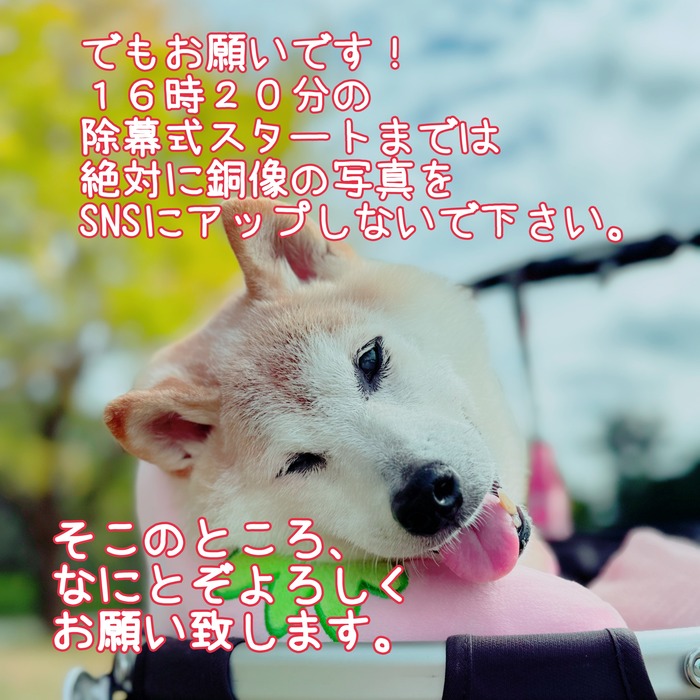 でもお願いです！
１６時２０分の
除幕式スタートまでは
絶対に銅像の写真を
SNSにアップしないで下さい。
そこのところ、
なにとぞよろしく
お願い致します。